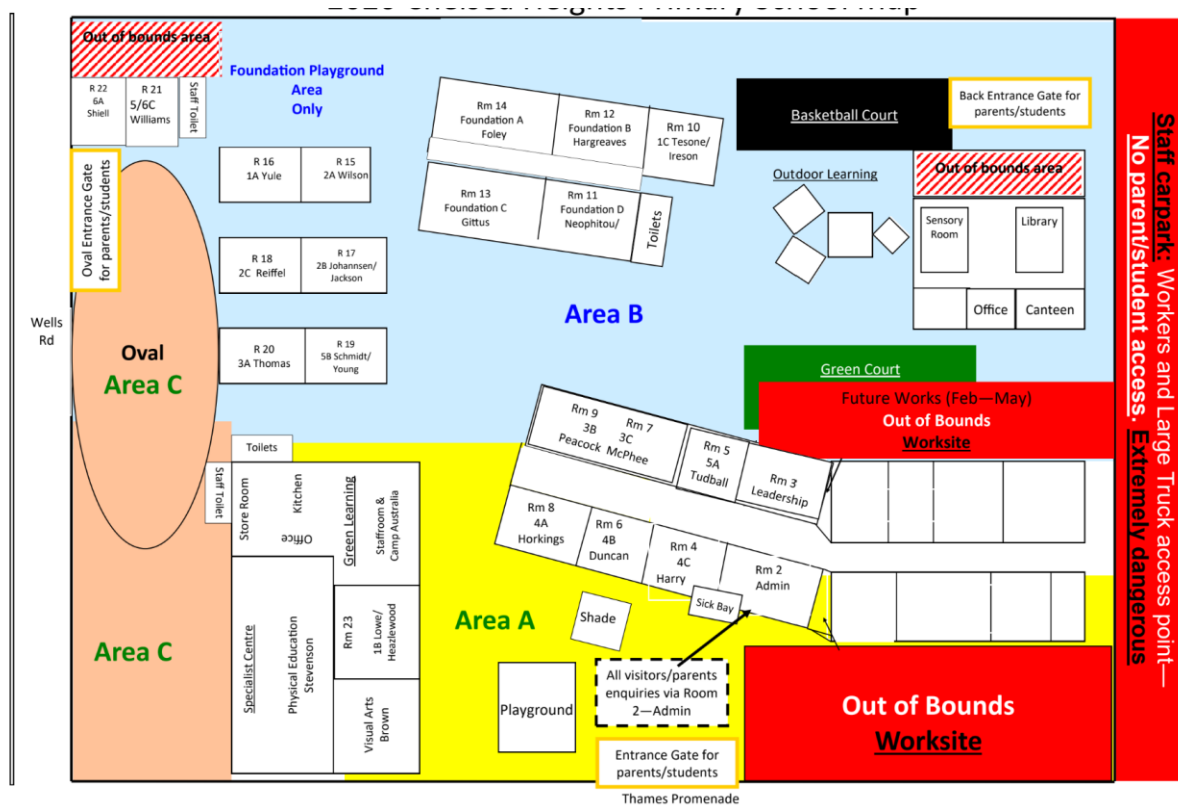 2020 Chelsea Heights Primary School Map
Out of bounds area
R 22
6A
Shiell
R 21
5/6C
Williams
Staff Toilet
Foundation Playground
Area
Only
Rm 14
Foundation A
Foley
Rm 12
Foundation B
Hargreaves
Rm 10
1C Tesone/
Ireson
Basketball Court
Back Entrance Gate for
parents/students
Staff carpark: Workers and Large Truck access point—
No parent/student access. Extremely dangerous
Oval Entrance Gate
for parents/students
R 16
1A Yule
R 15
2A Wilson
Rm 13
Foundation C
Gittus
Rm 11
Foundation D
Neophitou/
Toilets
Outdoor Learning
Out of bounds area
Sensory
Room
Library
R 18
2C Reiffel
R 17
2B Johannsen/
Jackson
Office
Canteen
Wells
Rd
Area B
Oval
Area C
R 20
3A Thomas
R 19
5B Schmidt/
Young
Green Court
Future Works (Feb—May)
Out of Bounds
Worksite
Rm 9
3B
Peacock
Rm 7
3C
McPhee
Rm 5
5A
Tudball
Rm 3
Leadership
Toilets
Staff Toilet
Store Room
Kitchen
Office
Green Learning
Staffroom &
Camp Australia
Rm 8
4A
Horkings
Rm 6
4B
Duncan
Rm 4
4C
Harry
Rm 2
Admin
Sick Bay
Shade
Area A
Area C
Specialist Centre
Physical Education
Stevenson
Rm 23
1B Lowe/
Heazlewood
Visual Arts
Brown
Playground
All visitors/parents
enquiries via Room
2—Admin
Out of Bounds
Worksite
Entrance Gate for
parents/students
Thames Promenade